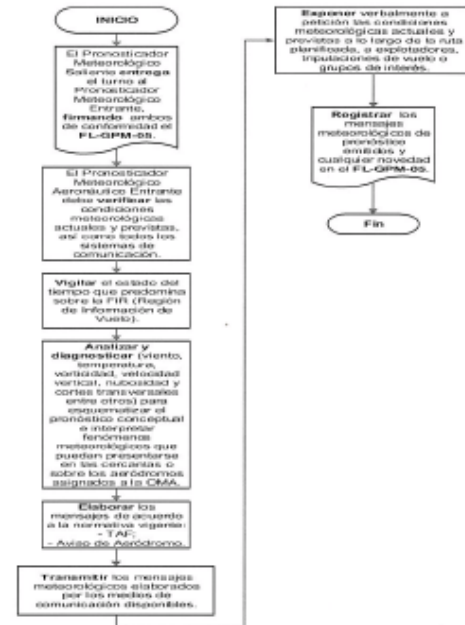 INICIO
El Pronosticador
Meteorológico
Saliente entrega
el turno al
Pronosticador
Meteorológico
Entrante,
firmando ambos
de conformidad el
FL-GPM-05.
El Pronosticador
Meteorológico
Aeronáutico Entrante
debe verificar las
condiciones
meteorológicas
actuales y previstas,
así como todos los
sistemas de
comunicación.
Vigilar el estado del
tiempo que predomina
sobre la FIR (Región
de Información de
Vuelo).
Analizar y
diagnosticar (viento,
temperatura,
vorticidad, velocidad
vertical, nubosidad y
cortes transversales
entre otros) para
esquematizar el
pronóstico conceptual
e interpretar
fenómenos
meteorológicos que
puedan presentarse
en las cercanías o
sobre los aeródromos
asignados a la OMA.
Elaborar los
mensajes de acuerdo
a la normativa vigente:
- TAF;
- Aviso de Aeródromo.
Transmitir los mensajes
meteorológicos elaborados
por los medios de
comunicación disponibles.
Exponer verbalmente a
petición las condiciones
meteorológicas actuales y
previstas a lo largo de la ruta
planificada, a explotadores,
tripulaciones de vuelo o
grupos de interés.
Registrar los
mensajes
meteorológicos de
pronóstico
emitidos y
cualquier novedad
en el FL-GPM-05.
Fin